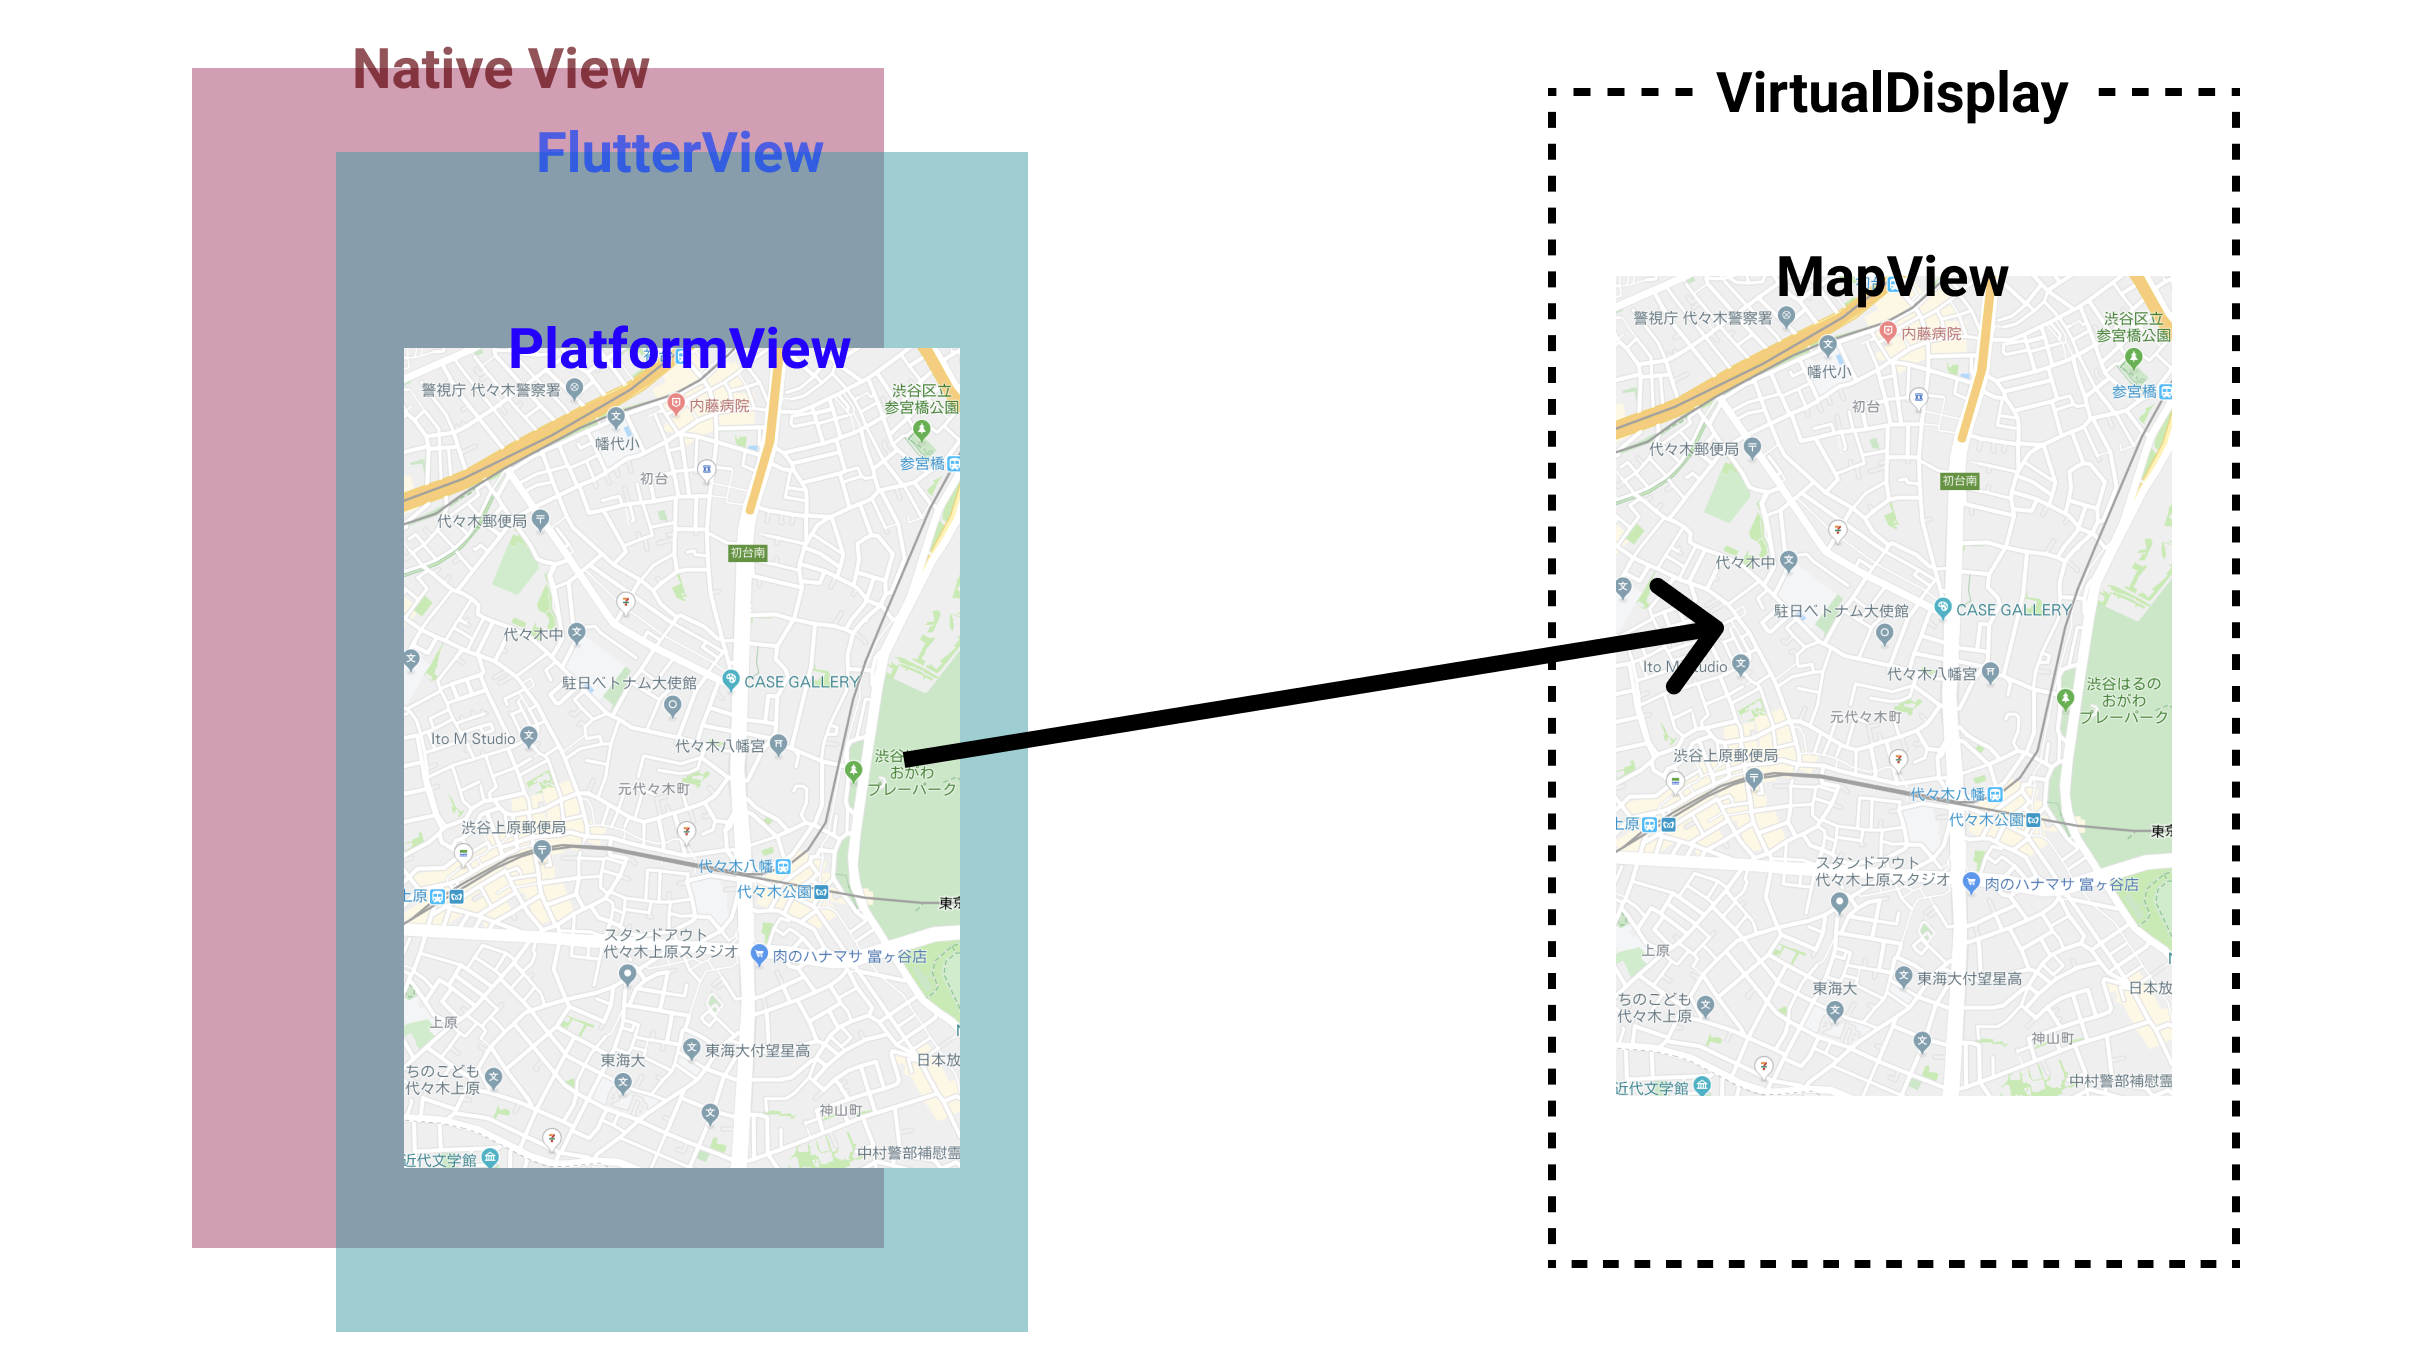 Native View
FlutterView
PlatformView
警視庁 代々木警察署
内藤病院
渋谷区立
参宮橋公園
幡代小
参宮橋
初台
代々木郵便局
初台南
代々木中
駐日ベトナム大使館
CASE GALLERY
Ito M Studio
代々木八幡宮
おがわ
プレーパーク
元代々木町
渋谷上原郵便局
代々木八幡
代々木公園
上原
東京
スタンドアウト
代々木上原スタジオ
肉のハナマサ 富ヶ谷店
上原
東海大付望星高
東海大
日本放
ちのこども
代々木上原
神山町
中村警部補慰霊
近代文学館
VirtualDisplay
MapView
警視庁 代々木警察署
内藤病院
渋谷区立
参宮橋公園
幡代小
参宮橋
初台
代々木郵便局
初台南
代々木中
駐日ベトナム大使館
CASE GALLERY
Ito M Studio
代々木八幡宮
渋谷はるの
おがわ
プレーパーク
元代々木町
渋谷上原郵便局
代々木八幡
代々木公園
上原
東京
スタンドアウト
代々木上原スタジオ
肉のハナマサ 富ヶ谷店
上原
東海大付望星高
東海大
日本放
ちのこども
代々木上原
神山町
中村警部補慰霊
近代文学館